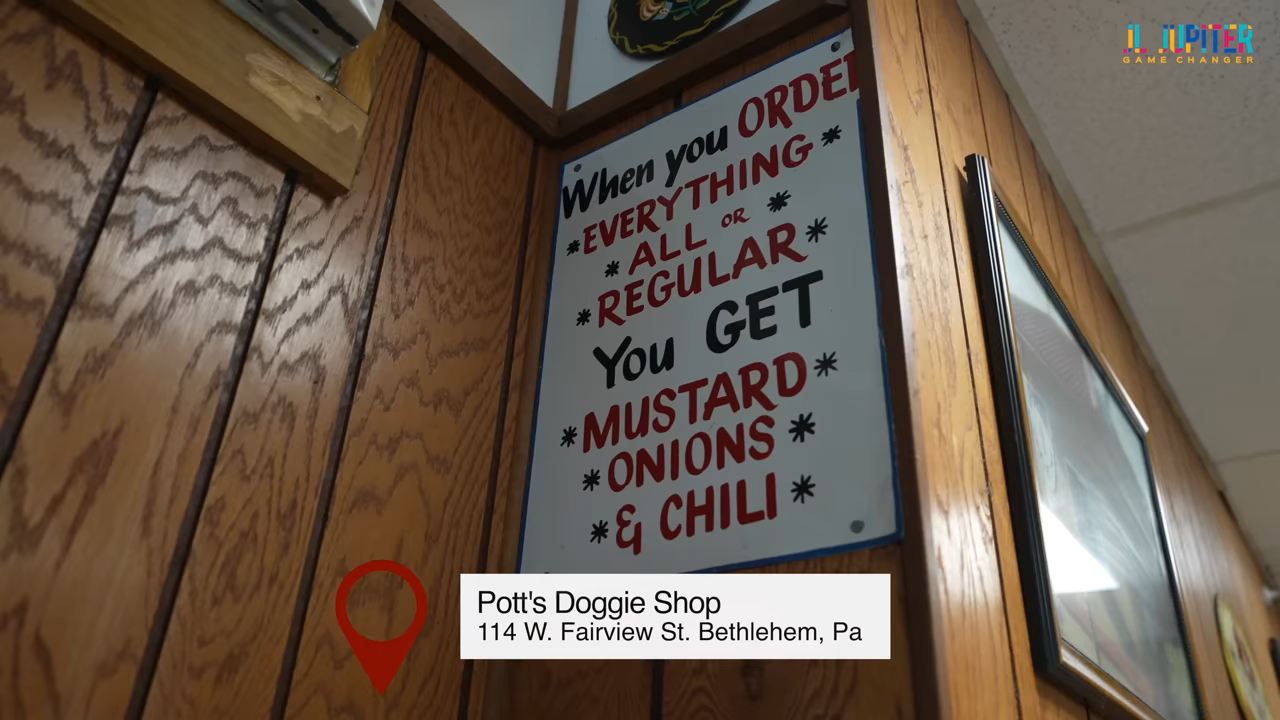 JL JUPITER
GAME CHANGER
When you ORDER
*EVERYTHING*
*ALL OR *
*REGULAR*
You GET
*MUSTARD*
*ONIONS*
*& CHILI*
Pott's Doggie Shop
114 W. Fairview St. Bethlehem, Pa